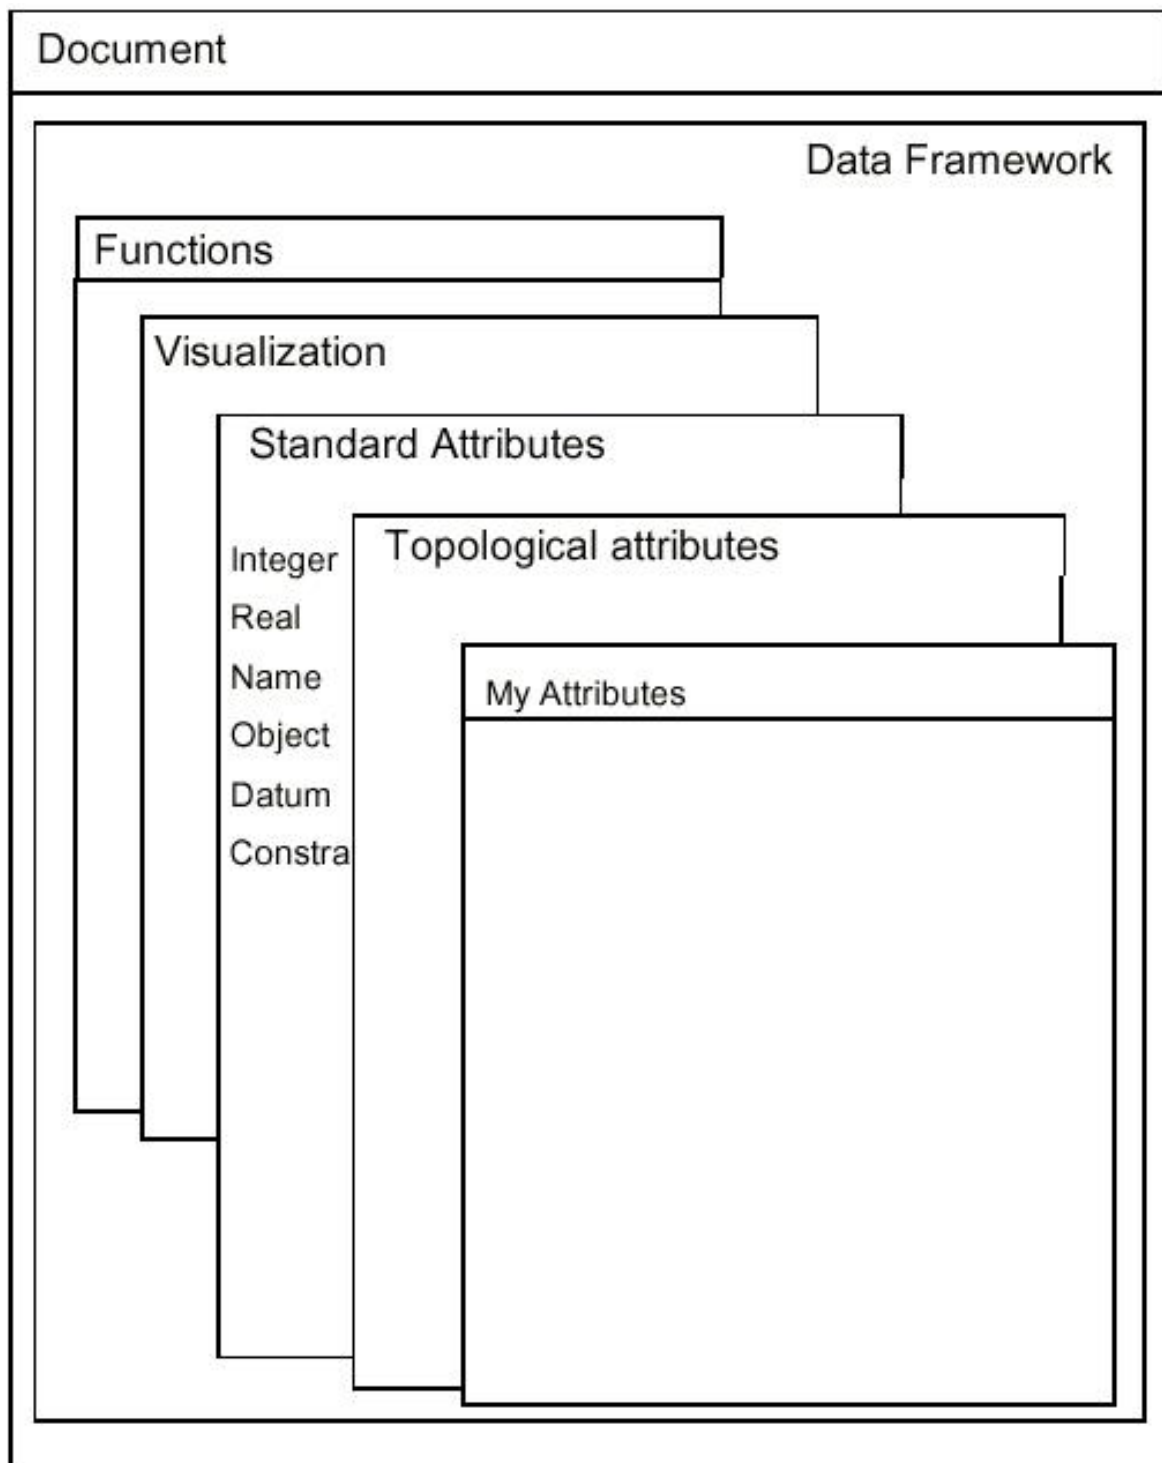 Document
Data Framework
Functions
Visualization
Standard Attributes
Topological attributes
Integer
Real
Name
Object
Datum
Constra
My Attributes